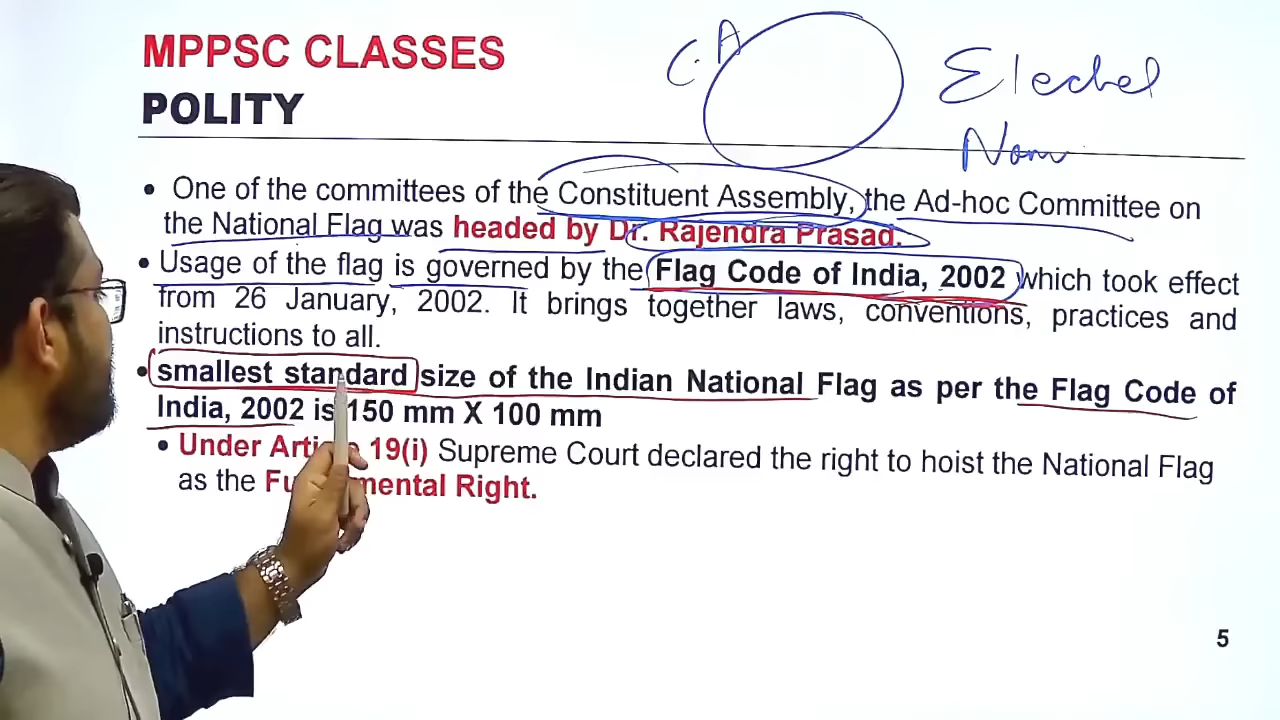 MPPSC CLASSES
POLITY
C.A
Elected
Nom
• One of the committees of the Constituent Assembly, the Ad-hoc Committee on
the National Flag was headed by Dr. Rajendra Prasad.
• Usage of the flag is governed by the Flag Code of India, 2002 which took effect
from 26 January, 2002. It brings together laws, conventions, practices and
instructions to all.
• smallest standard size of the Indian National Flag as per the Flag Code of
India, 2002 is 150 mm X 100 mm
• Under Article 19(i) Supreme Court declared the right to hoist the National Flag
as the Fundamental Right.
5